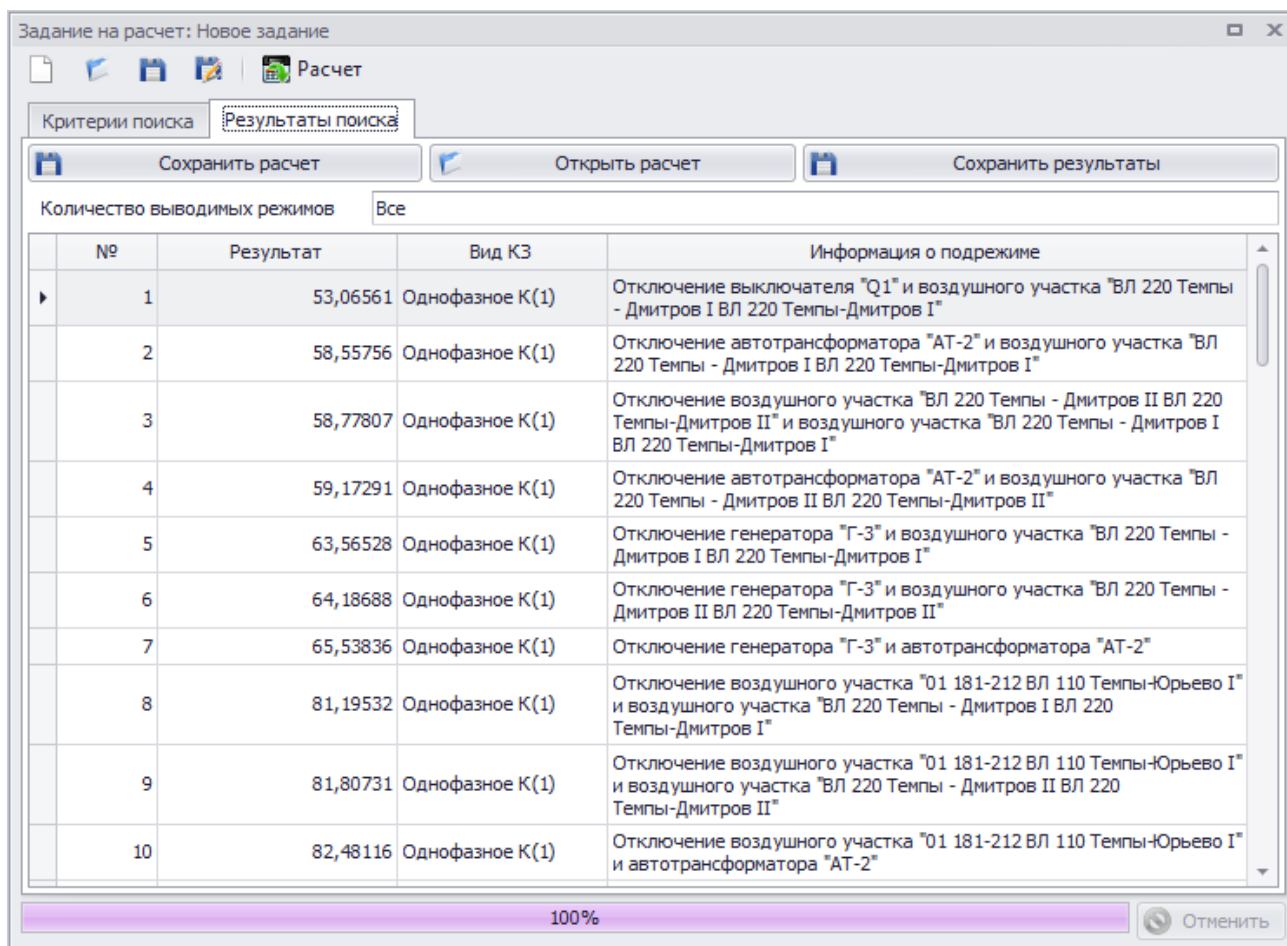 Задание на расчет: Новое задание
Расчет
Критерии поиска
Результаты поиска
Сохранить расчет
Открыть расчет
Сохранить результаты
Количество выводимых режимов Все
№ Результат Вид КЗ Информация о подрежиме
1 53,06561 Однофазное К(1) Отключение выключателя "Q1" и воздушного участка "ВЛ 220 Темпы
- Дмитров I ВЛ 220 Темпы-Дмитров I"
2 58,55756 Однофазное К(1) Отключение автотрансформатора "АТ-2" и воздушного участка "ВЛ
220 Темпы - Дмитров I ВЛ 220 Темпы-Дмитров I"
3 58,77807 Однофазное К(1) Отключение воздушного участка "ВЛ 220 Темпы - Дмитров II ВЛ 220
Темпы-Дмитров II" и воздушного участка "ВЛ 220 Темпы - Дмитров I
ВЛ 220 Темпы-Дмитров I"
4 59,17291 Однофазное К(1) Отключение автотрансформатора "АТ-2" и воздушного участка "ВЛ
220 Темпы - Дмитров II ВЛ 220 Темпы-Дмитров II"
5 63,56528 Однофазное К(1) Отключение генератора "Г-3" и воздушного участка "ВЛ 220 Темпы -
Дмитров I ВЛ 220 Темпы-Дмитров I"
6 64,18688 Однофазное К(1) Отключение генератора "Г-3" и воздушного участка "ВЛ 220 Темпы -
Дмитров II ВЛ 220 Темпы-Дмитров II"
7 65,53836 Однофазное К(1) Отключение генератора "Г-3" и автотрансформатора "АТ-2"
8 81,19532 Однофазное К(1) Отключение воздушного участка "01 181-212 ВЛ 110 Темпы-Юрьево I"
и воздушного участка "ВЛ 220 Темпы - Дмитров I ВЛ 220
Темпы-Дмитров I"
9 81,80731 Однофазное К(1) Отключение воздушного участка "01 181-212 ВЛ 110 Темпы-Юрьево I"
и воздушного участка "ВЛ 220 Темпы - Дмитров II ВЛ 220
Темпы-Дмитров II"
10 82,48116 Однофазное К(1) Отключение воздушного участка "01 181-212 ВЛ 110 Темпы-Юрьево I"
и автотрансформатора "АТ-2"
100%
Отменить